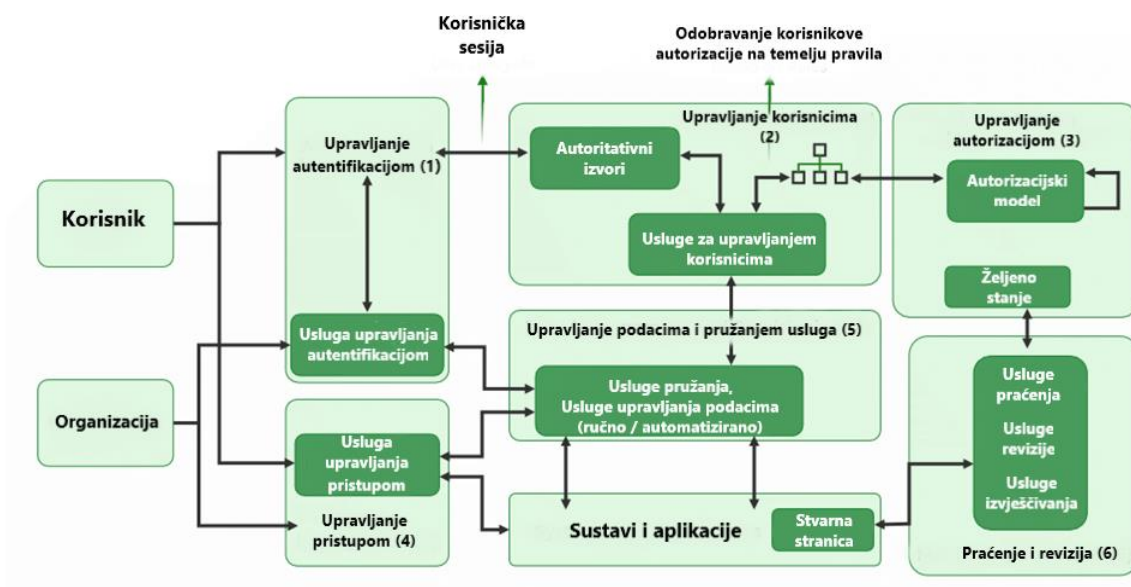 Korisnička
sesija
Odobravanje korisnikove
autorizacije na temelju pravila
Korisnik
Organizacija
Upravljanje
autentifikacijom (1)
Usluga upravljanja
autentifikacijom
Usluga
upravljanja
pristupom
Upravljanje
pristupom (4)
Upravljanje korisnicima
(2)
Autoritativni
izvori
Usluge za upravljanjem
korisnicima
Upravljanje podacima i pružanjem usluga (5)
Usluge pružanja,
Usluge upravljanja podacima
(ručno / automatizirano)
Sustavi i aplikacije
Stvarna
stranica
Upravljanje
autorizacijom (3)
Autorizacijski
model
Željeno
stanje
Usluge
praćenja
Usluge
revizije
Usluge
izvješčivanja
Praćenje i revizija (6)